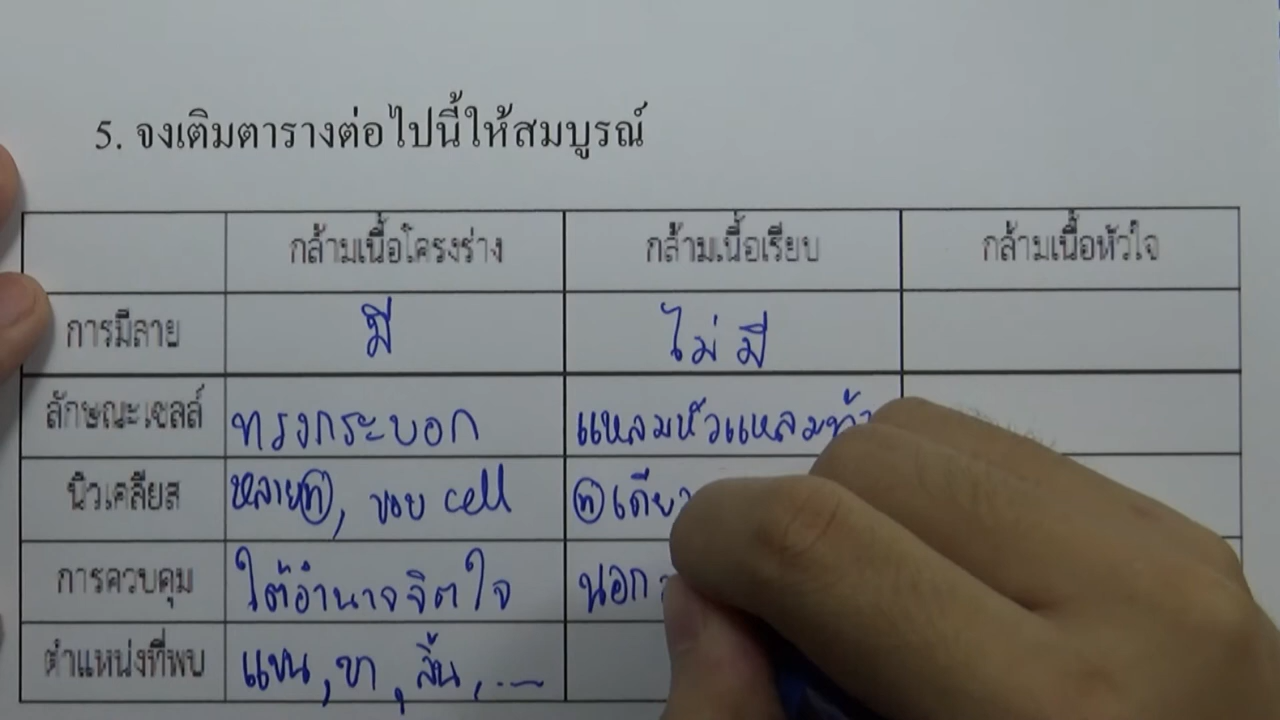 5. จงเติมตารางต่อไปนี้ให้สมบูรณ์
กล้ามเนื้อโครงร่าง กล้ามเนื้อเรียบ กล้ามเนื้อหัวใจ
การมีลาย มี ไม่มี
ลักษณะเซลล์ ทรงกระบอก แหลมหัวแหลมท้า
นิวเคลียส หลายⓝ, ขอบ cell ⓝเดีย
การควบคุม ใต้อำนาจจิตใจ นอก
ตำแหน่งที่พบ แขน, ขา, ลิ้น, ....